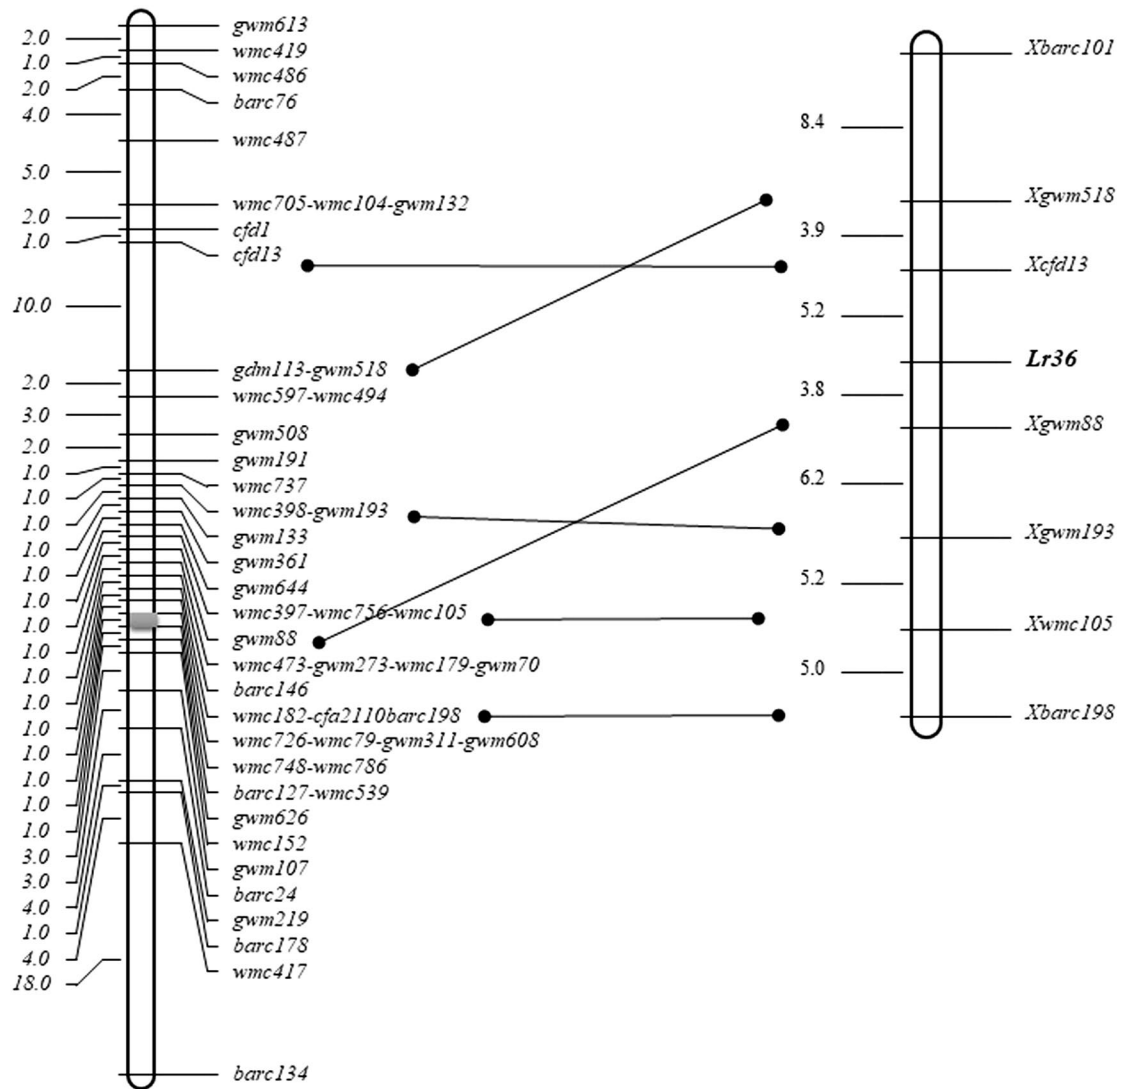 gwm613
2.0
wmc419
1.0
wmc486
2.0
barc76
4.0
wmc487
5.0
wmc705-wmc104-gwm132
2.0
cfd1
1.0
cfd13
10.0
gdm113-gwm518
2.0
wmc597-wmc494
3.0
gwm508
2.0
gwm191
1.0
wmc737
1.0
wmc398-gwm193
1.0
gwm133
1.0
gwm361
1.0
gwm644
1.0
wmc397-wmc756-wmc105
1.0
gwm88
1.0
wmc473-gwm273-wmc179-gwm70
1.0
barc146
1.0
wmc182-cfa2110barc198
1.0
wmc726-wmc79-gwm311-gwm608
1.0
wmc748-wmc786
1.0
barc127-wmc539
1.0
gwm626
1.0
wmc152
3.0
gwm107
3.0
barc24
4.0
gwm219
1.0
barc178
4.0
wmc417
18.0
barc134
Xbarc101
8.4
Xgwm518
3.9
Xcfd13
5.2
Lr36
3.8
Xgwm88
6.2
Xgwm193
5.2
Xwmc105
5.0
Xbarc198